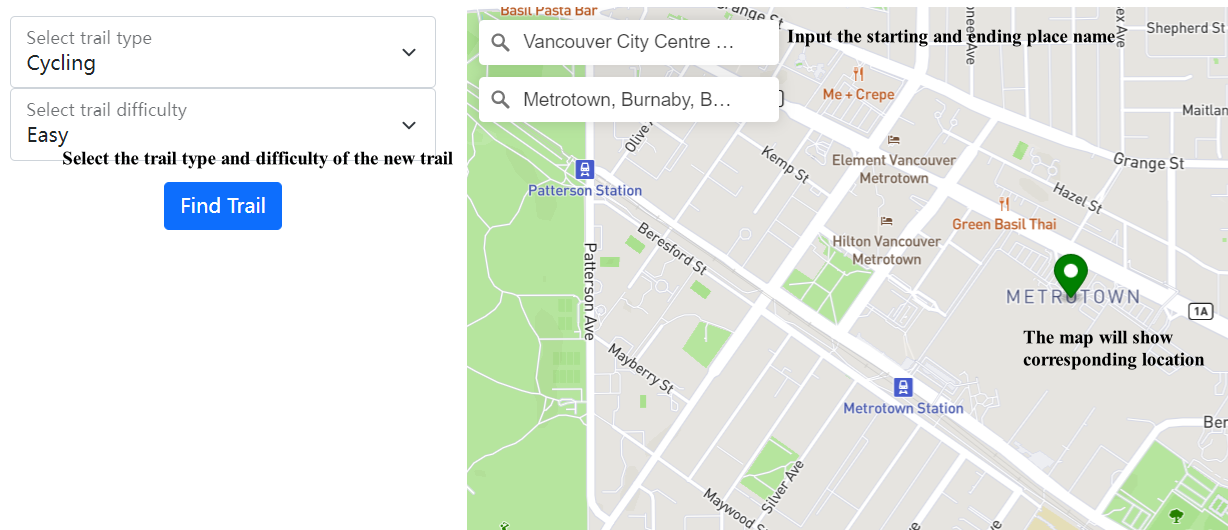 Select trail type
Cycling
Select trail difficulty
Easy
Select the trail type and difficulty of the new trail
Find Trail
Basil Pasta Bar
Grange St
Vancouver City Centre …
Input the starting and ending place name
Shepherd St
Metrotown, Burnaby, B…
Me + Crepe
Maitlan
Kemp St
Element Vancouver
Metrotown
Grange St
Patterson Station
Hazel St
Green Basil Thai
Beresford St
Hilton Vancouver
Metrotown
Patterson Ave
METROTOWN
1A
The map will show
corresponding location
Mayberry St
Metrotown Station
Ber
Silver Ave
Maywood S